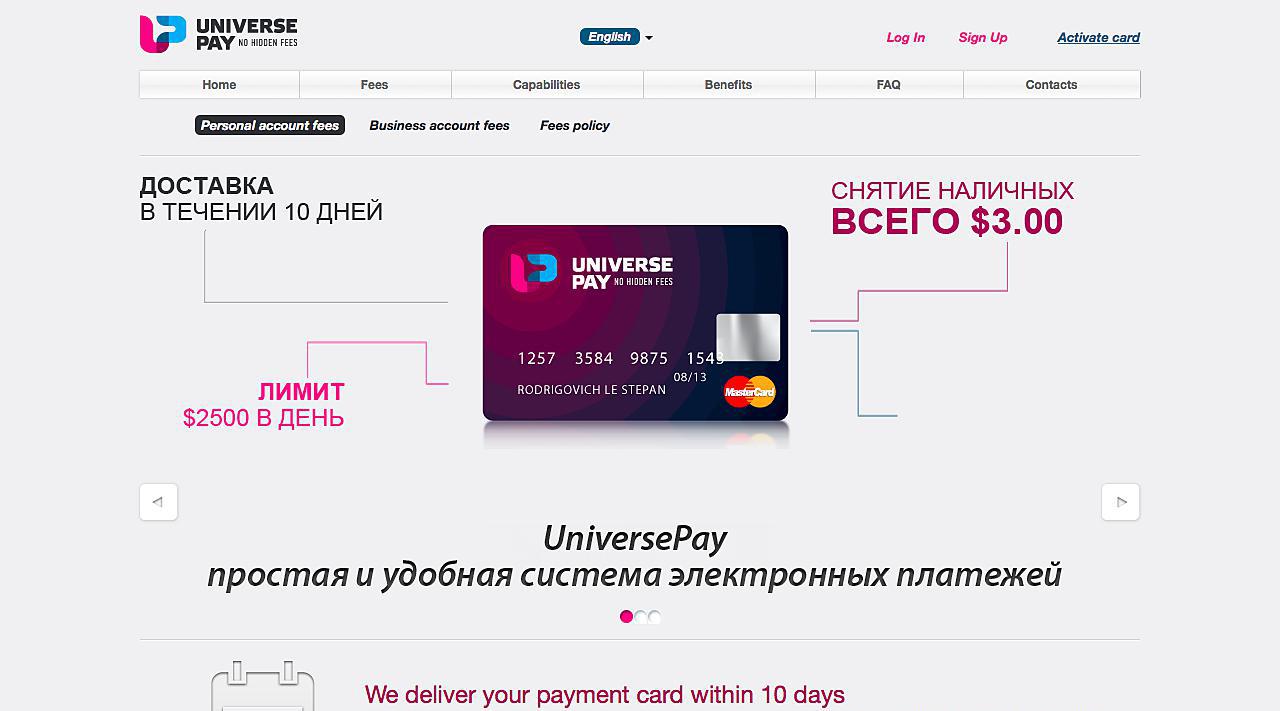 UNIVERSE
PAY NO HIDDEN FEES
English
Log In
Sign Up
Activate card
Home
Fees
Capabilities
Benefits
FAQ
Contacts
Personal account fees
Business account fees
Fees policy
ДОСТАВКА
В ТЕЧЕНИИ 10 ДНЕЙ
СНЯТИЕ НАЛИЧНЫХ
ВСЕГО $3.00
UNIVERSE
PAY NO HIDDEN FEES
1257 3584 9875 1543
08/13
RODRIGOVICH LE STEPAN
MasterCard
ЛИМИТ
$2500 В ДЕНЬ
UniversePay
простая и удобная система электронных платежей
We deliver your payment card within 10 days